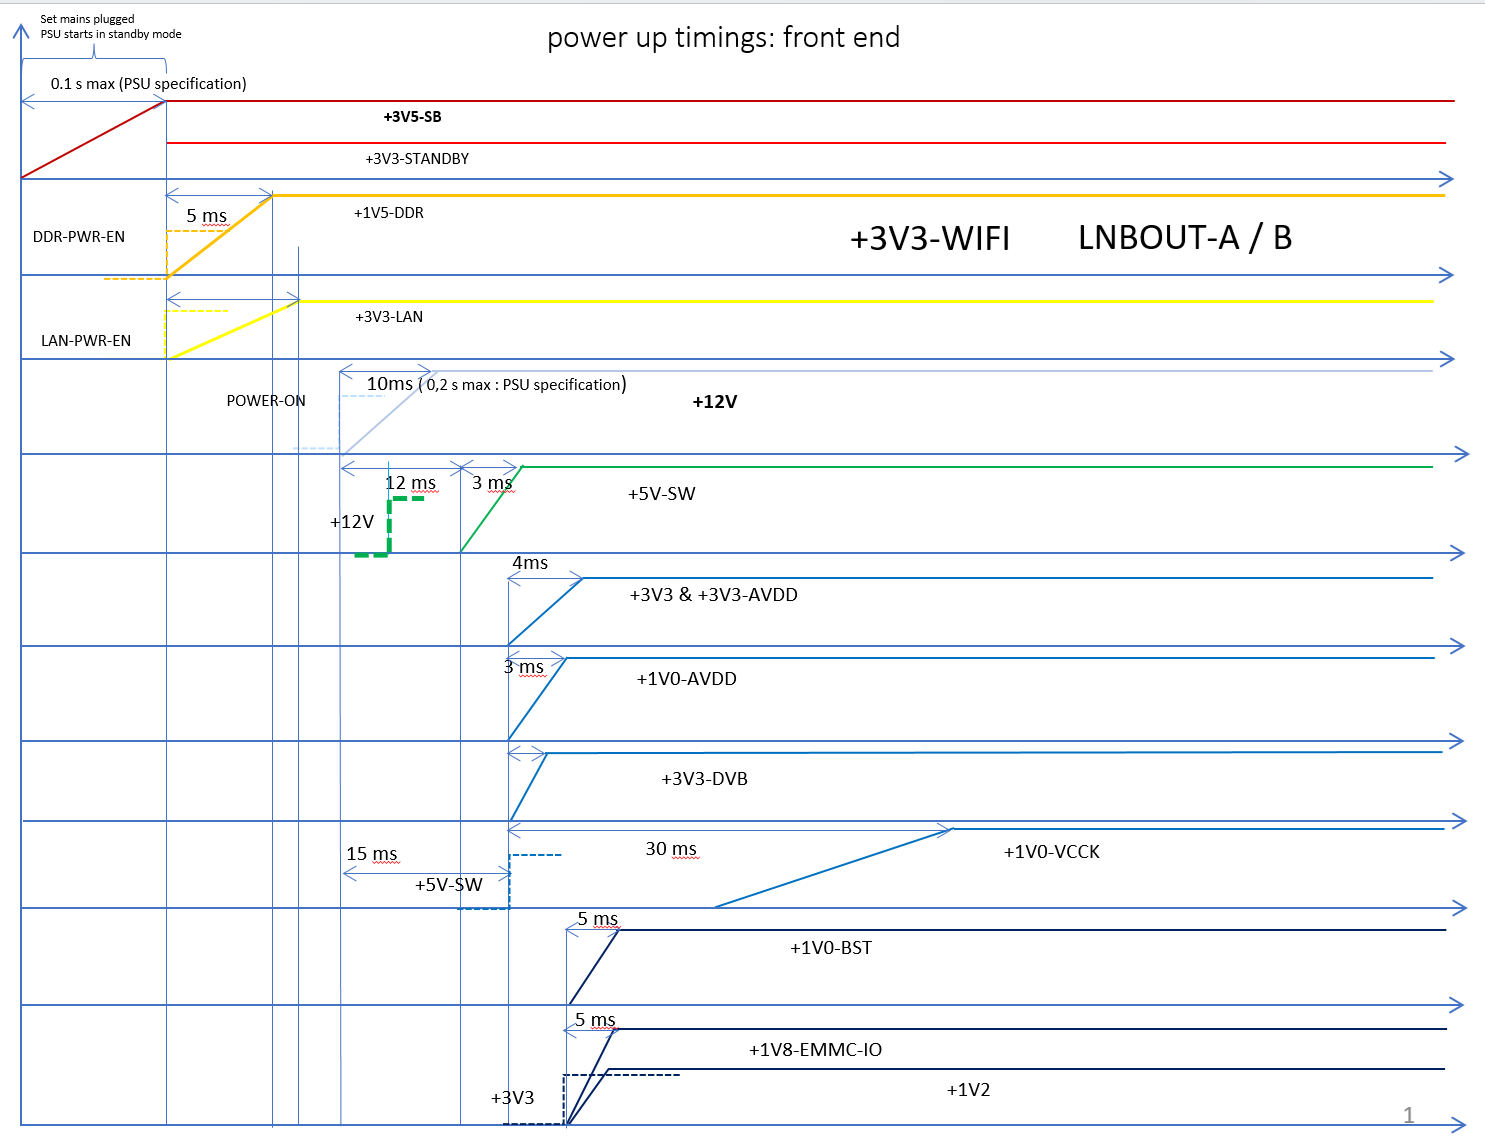 Set mains plugged
PSU starts in standby mode
power up timings: front end
0.1 s max (PSU specification)
+3V5-SB
+3V3-STANDBY
5 ms
+1V5-DDR
DDR-PWR-EN
+3V3-WIFI
LNBOUT-A / B
+3V3-LAN
LAN-PWR-EN
10ms ( 0,2 s max : PSU specification)
POWER-ON
+12V
12 ms
3 ms
+5V-SW
+12V
4ms
+3V3 & +3V3-AVDD
3 ms
+1V0-AVDD
+3V3-DVB
15 ms
30 ms
+1V0-VCCK
+5V-SW
5 ms
+1V0-BST
5 ms
+1V8-EMMC-IO
+1V2
+3V3
1